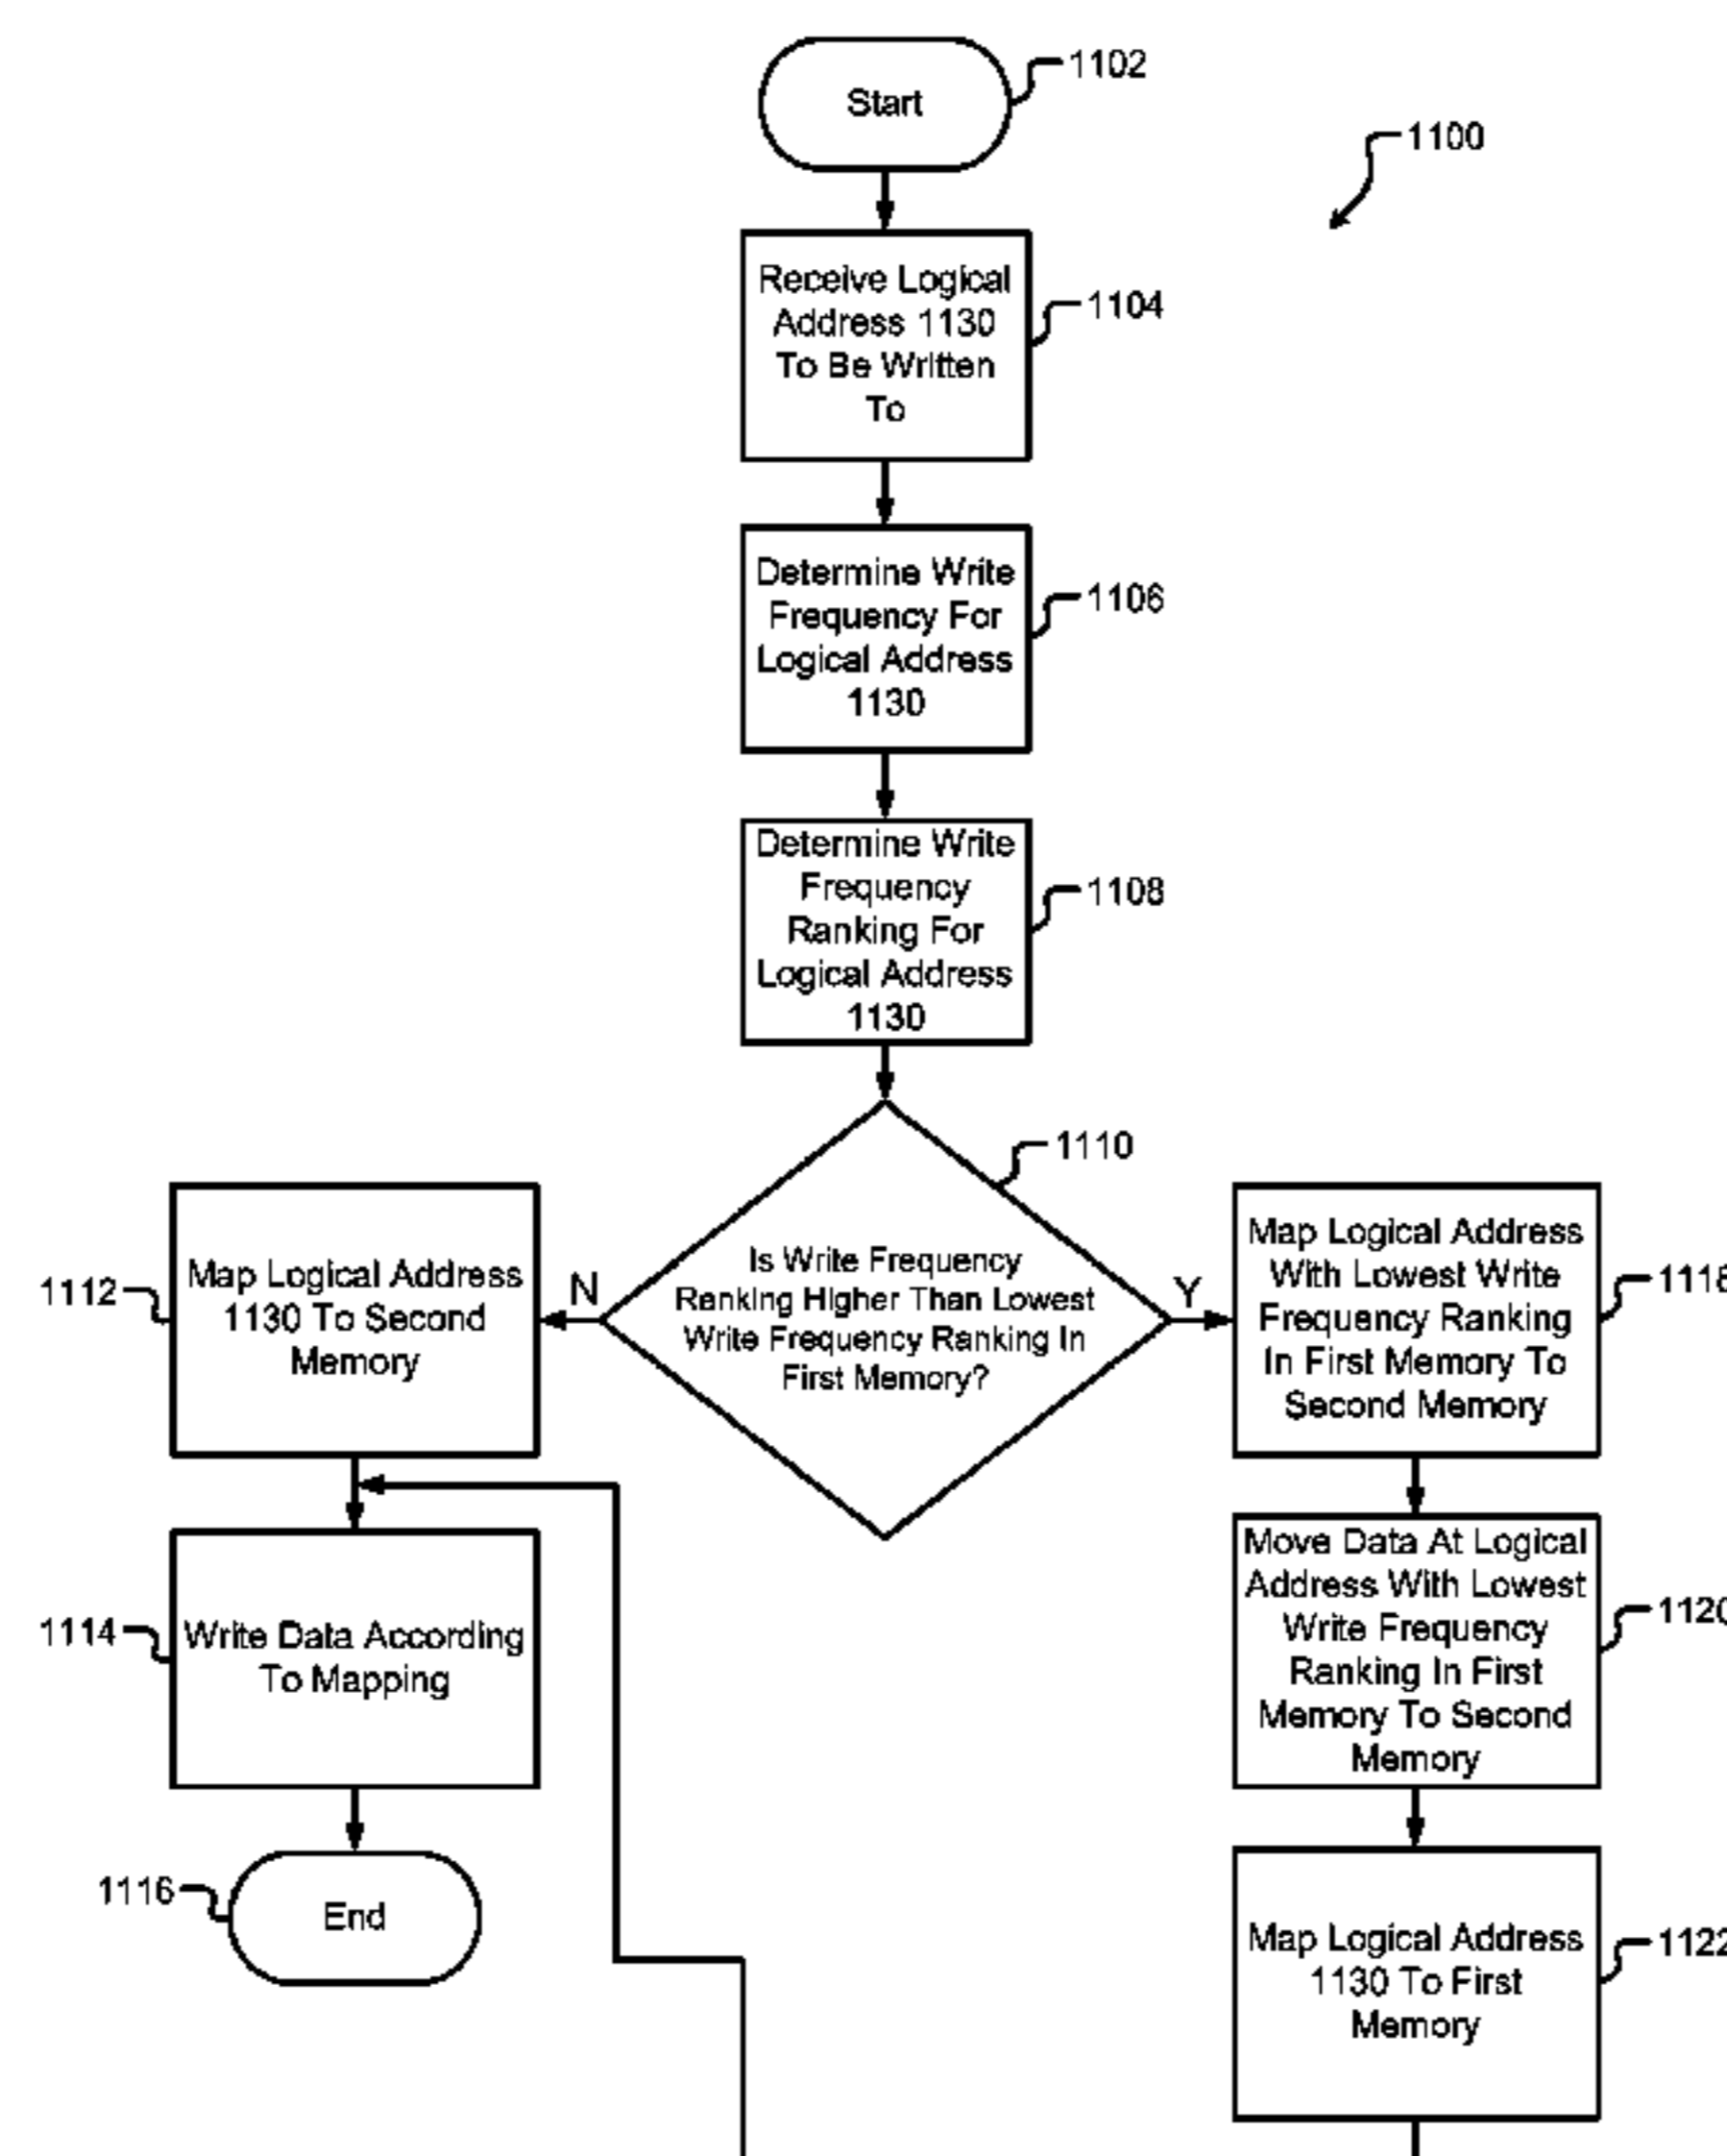 Start
1102
1100
Receive Logical
Address 1130
To Be Written
To
1104
Determine Write
Frequency For
Logical Address
1130
1106
Determine Write
Frequency
Ranking For
Logical Address
1130
1108
1110
Is Write Frequency
Ranking Higher Than Lowest
Write Frequency Ranking In
First Memory?
N
Y
1112
Map Logical Address
1130 To Second
Memory
Map Logical Address
With Lowest Write
Frequency Ranking
In First Memory To
Second Memory
1118
1114
Write Data According
To Mapping
Move Data At Logical
Address With Lowest
Write Frequency
Ranking In First
Memory To Second
Memory
1120
1116
End
Map Logical Address
1130 To First
Memory
1122